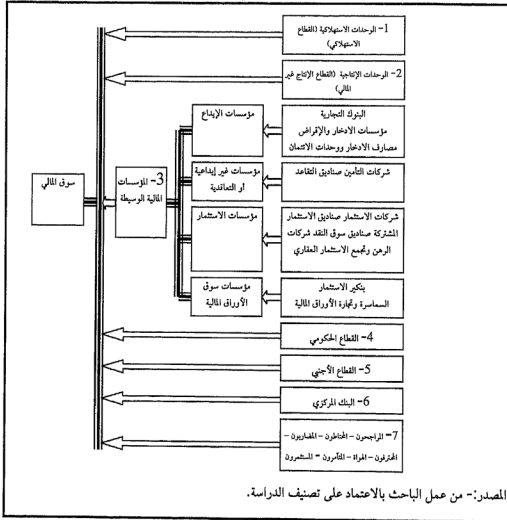 1- الوحدات الاستهلاكية (القطاع
الاستهلاكي)
2- الوحدات الإنتاجية (القطاع الإنتاج غير
المالي)
سوق المالي
3- المؤسسات
المالية الوسيطة
مؤسسات الإيداع
البنوك التجارية
مؤسسات الادخار والإقراض
مصارف الادخار ووحدات الائتمان
مؤسسات غير إيداعية
أو التعاقدية
شركات التأمين صناديق التقاعد
مؤسسات الاستثمار
شركات الاستثمار صناديق الاستثمار
المشتركة صناديق سوق النقد شركات
الرهن وتجمع الاستثمار العقاري
مؤسسات سوق
الأوراق المالية
بنكير الاستثمار
السماسرة وتجارة الأوراق المالية
4- القطاع الحكومي
5- القطاع الأجنبي
6- البنك المركزي
7- المراجحون – المحتاطون – المضاربون –
المحترفون – الهواة – المتآمرون – المستثمرون
المصدر:- من عمل الباحث بالاعتماد على تصنيف الدراسة.